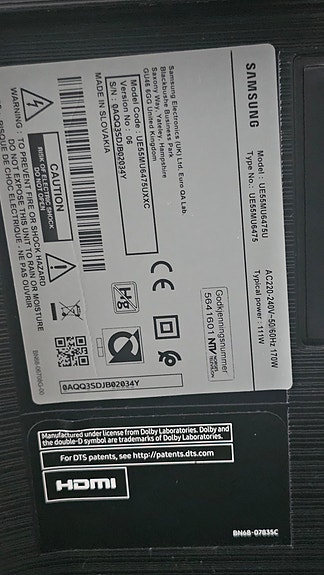 SAMSUNG
Model : UE55MU6475U
Type No. : UE55MU6475
AC220-240V~50/60Hz 170W
Typical power : 111W
Samsung Electronics (UK) Ltd, Euro QA Lab.
Blackbushe Business Park
Saxony Way, Yateley, Hampshire
GU46 6GG United Kingdom
Model Code : UE55MU6475UXXC
Version No : 06
S/N : 0AQQ3SDJB02034Y
MADE IN SLOVAKIA
Godkjenningsnummer
5641601 NTV NORGES TELEVISJON
0AQQ3SDJB02034Y
CAUTION
RISK OF ELECTRIC SHOCK
DO NOT OPEN
WARNING : TO PREVENT FIRE OR SHOCK HAZARD
DO NOT EXPOSE THIS UNIT TO RAIN OR MOISTURE
RISQUE DE CHOC ELECTRIQUE - NE PAS OUVRIR
Manufactured under license from Dolby Laboratories. Dolby and
the double-D symbol are trademarks of Dolby Laboratories.
For DTS patents, see http://patents.dts.com
HDMI
BN68-07835C